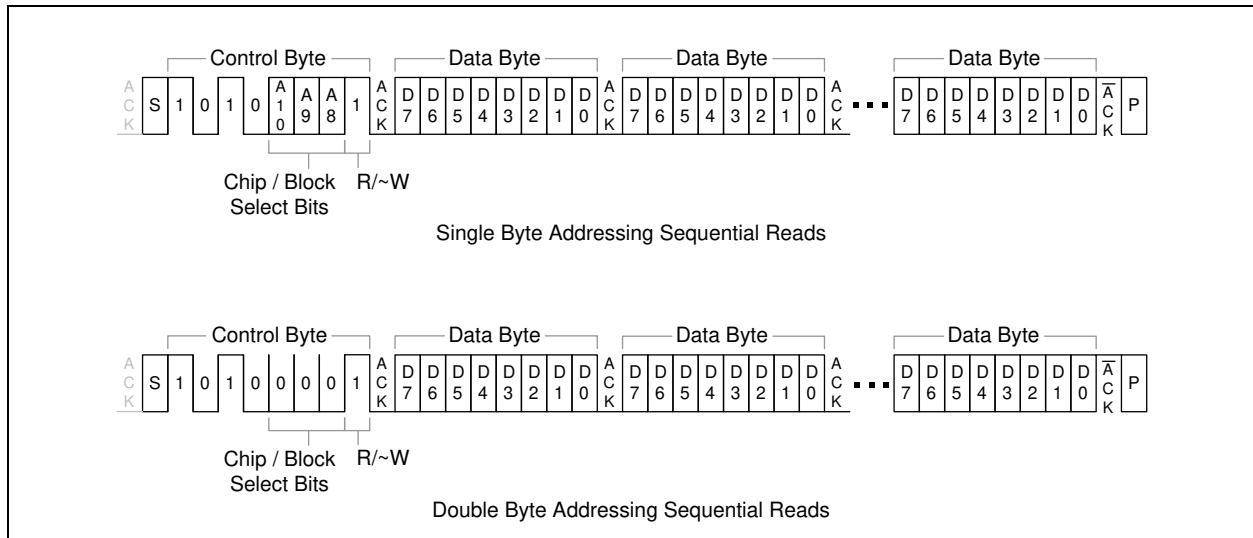 Control Byte Data Byte Data Byte Data Byte
ACK S 1 0 1 0 A10 A9 A8 1 ACK D7 D6 D5 D4 D3 D2 D1 D0 ACK D7 D6 D5 D4 D3 D2 D1 D0 ACK D7 D6 D5 D4 D3 D2 D1 D0 A̅CK P
Chip / Block R/~W
Select Bits
Single Byte Addressing Sequential Reads
Control Byte Data Byte Data Byte Data Byte
ACK S 1 0 1 0 0 0 0 1 ACK D7 D6 D5 D4 D3 D2 D1 D0 ACK D7 D6 D5 D4 D3 D2 D1 D0 ACK D7 D6 D5 D4 D3 D2 D1 D0 A̅CK P
Chip / Block R/~W
Select Bits
Double Byte Addressing Sequential Reads